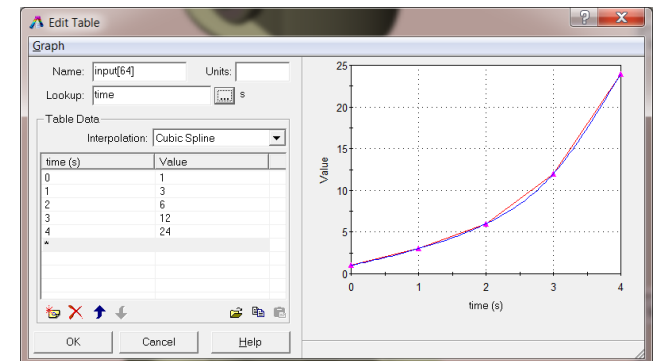 Edit Table
Graph
Name: input[64] Units:
Lookup: time ... s
Table Data
Interpolation: Cubic Spline
time (s) Value
0 1
1 3
2 6
3 12
4 24
*
OK Cancel Help
25
20
15
10
5
0
Value
0 1 2 3 4
time (s)